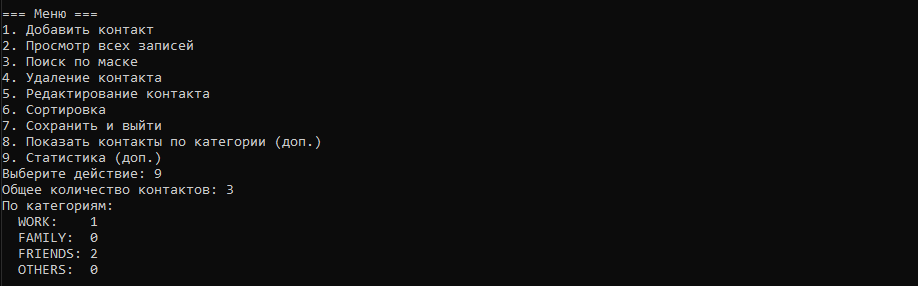 === Меню ===
1. Добавить контакт
2. Просмотр всех записей
3. Поиск по маске
4. Удаление контакта
5. Редактирование контакта
6. Сортировка
7. Сохранить и выйти
8. Показать контакты по категории (доп.)
9. Статистика (доп.)
Выберите действие: 9
Общее количество контактов: 3
По категориям:
  WORK:    1
  FAMILY:  0
  FRIENDS: 2
  OTHERS:  0